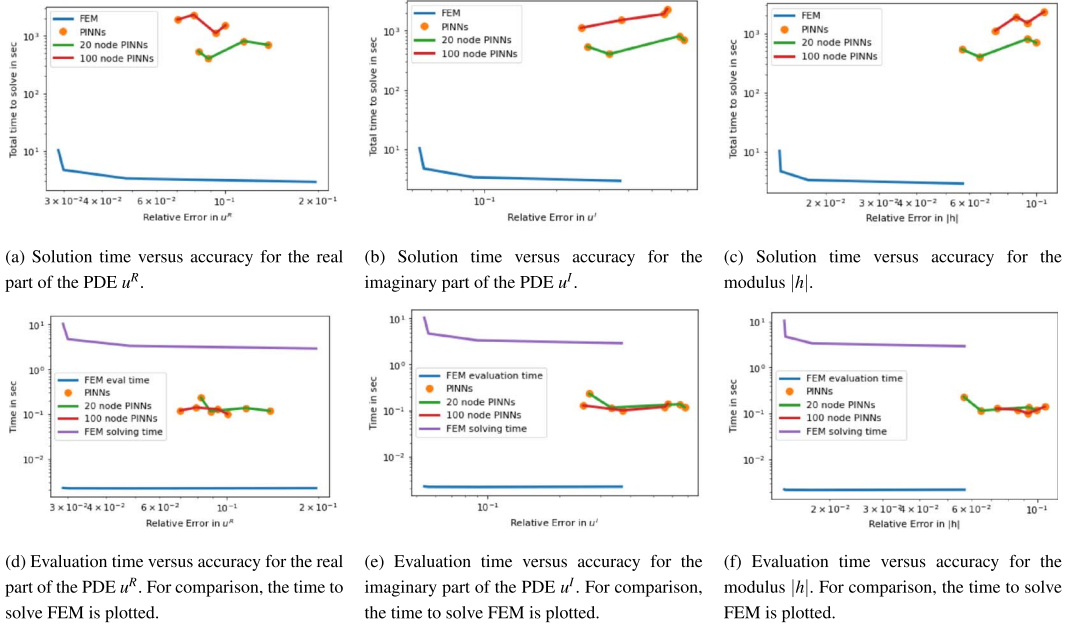 FEM
PINNs
20 node PINNs
100 node PINNs
Total time to solve in sec
10³
10²
10¹
3 × 10⁻² 4 × 10⁻² 6 × 10⁻² 10⁻¹ 2 × 10⁻¹
Relative Error in uᴿ
FEM
PINNs
20 node PINNs
100 node PINNs
Total time to solve in sec
10³
10²
10¹
10⁻¹
Relative Error in uᴵ
FEM
PINNs
20 node PINNs
100 node PINNs
Total time to solve in sec
10³
10²
10¹
2 × 10⁻² 3 × 10⁻² 4 × 10⁻² 6 × 10⁻² 10⁻¹
Relative Error in |h|
(a) Solution time versus accuracy for the real
part of the PDE uᴿ.
(b) Solution time versus accuracy for the
imaginary part of the PDE uᴵ.
(c) Solution time versus accuracy for the
modulus |h|.
10¹
10⁰
10⁻¹
10⁻²
Time in sec
FEM eval time
PINNs
20 node PINNs
100 node PINNs
FEM solving time
3 × 10⁻² 4 × 10⁻² 6 × 10⁻² 10⁻¹ 2 × 10⁻¹
Relative Error in uᴿ
10¹
10⁰
10⁻¹
10⁻²
Time in sec
FEM evaluation time
PINNs
20 node PINNs
100 node PINNs
FEM solving time
10⁻¹
Relative Error in uᴵ
10¹
10⁰
10⁻¹
10⁻²
Time in sec
FEM evaluation time
PINNs
20 node PINNs
100 node PINNs
FEM solving time
2 × 10⁻² 3 × 10⁻² 4 × 10⁻² 6 × 10⁻² 10⁻¹
Relative Error in |h|
(d) Evaluation time versus accuracy for the real
part of the PDE uᴿ. For comparison, the time to
solve FEM is plotted.
(e) Evaluation time versus accuracy for the
imaginary part of the PDE uᴵ. For comparison,
the time to solve FEM is plotted.
(f) Evaluation time versus accuracy for the
modulus |h|. For comparison, the time to solve
FEM is plotted.